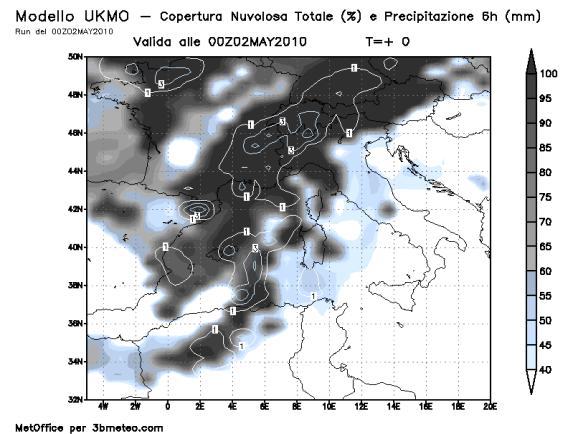 Modello UKMO – Copertura Nuvolosa Totale (%) e Precipitazione 6h (mm)
Run del 00Z02MAY2010
Valida alle 00Z02MAY2010 T=+ 0
50N
48N
46N
44N
42N
40N
38N
36N
34N
32N
4W 2W 0 2E 4E 6E 8E 10E 12E 14E 16E 18E 20E
100
95
90
85
80
75
70
65
60
55
50
45
40
MetOffice per 3bmeteo.com